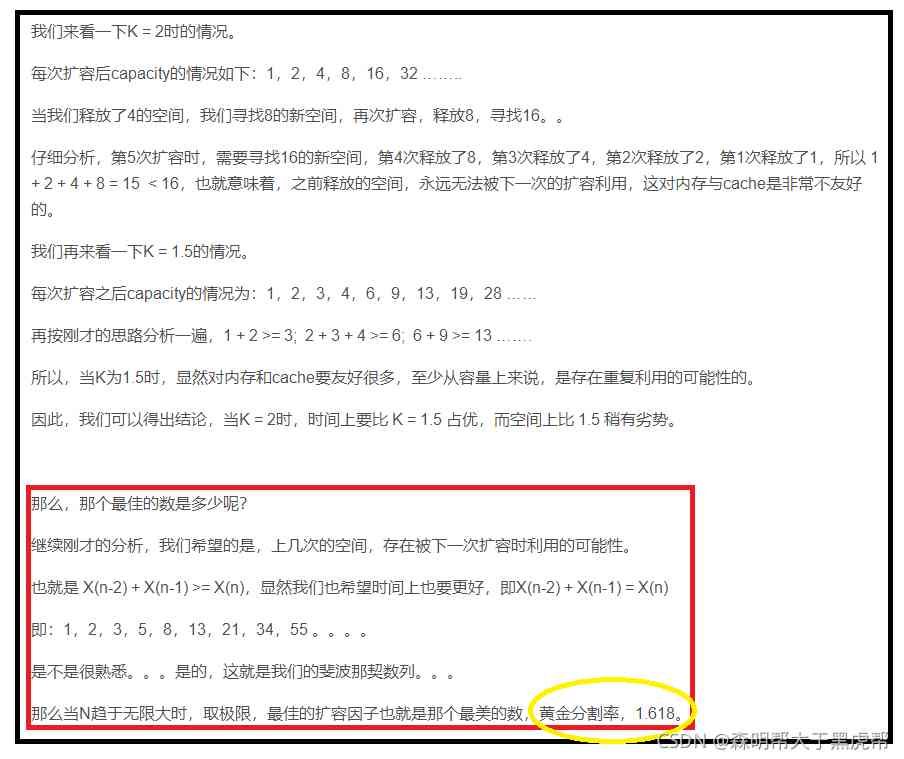 我们来看一下K = 2时的情况。
每次扩容后capacity的情况如下：1，2，4，8，16，32 ........
当我们释放了4的空间，我们寻找8的新空间，再次扩容，释放8，寻找16。。
仔细分析，第5次扩容时，需要寻找16的新空间，第4次释放了8，第3次释放了4，第2次释放了2，第1次释放了1，所以 1
+ 2 + 4 + 8 = 15 < 16，也就意味着，之前释放的空间，永远无法被下一次的扩容利用，这对内存与cache是非常不友好
的。
我们再来看一下K = 1.5的情况。
每次扩容之后capacity的情况为：1，2，3，4，6，9，13，19，28 ……
再按刚才的思路分析一遍，1 + 2 >= 3;  2 + 3 + 4 >= 6;  6 + 9 >= 13 …….
所以，当K为1.5时，显然对内存和cache要友好很多，至少从容量上来说，是存在重复利用的可能性的。
因此，我们可以得出结论，当K = 2时，时间上要比 K = 1.5 占优，而空间上比 1.5 稍有劣势。
那么，那个最佳的数是多少呢？
继续刚才的分析，我们希望的是，上几次的空间，存在被下一次扩容时利用的可能性。
也就是 X(n-2) + X(n-1) >= X(n)，显然我们也希望时间上也要更好，即X(n-2) + X(n-1) = X(n)
即：1，2，3，5，8，13，21，34，55 。。。。
是不是很熟悉。。。是的，这就是我们的斐波那契数列。。。
那么当N趋于无限大时，取极限，最佳的扩容因子也就是那个最美的数，黄金分割率，1.618。
CSDN @森明帮大于黑虎帮